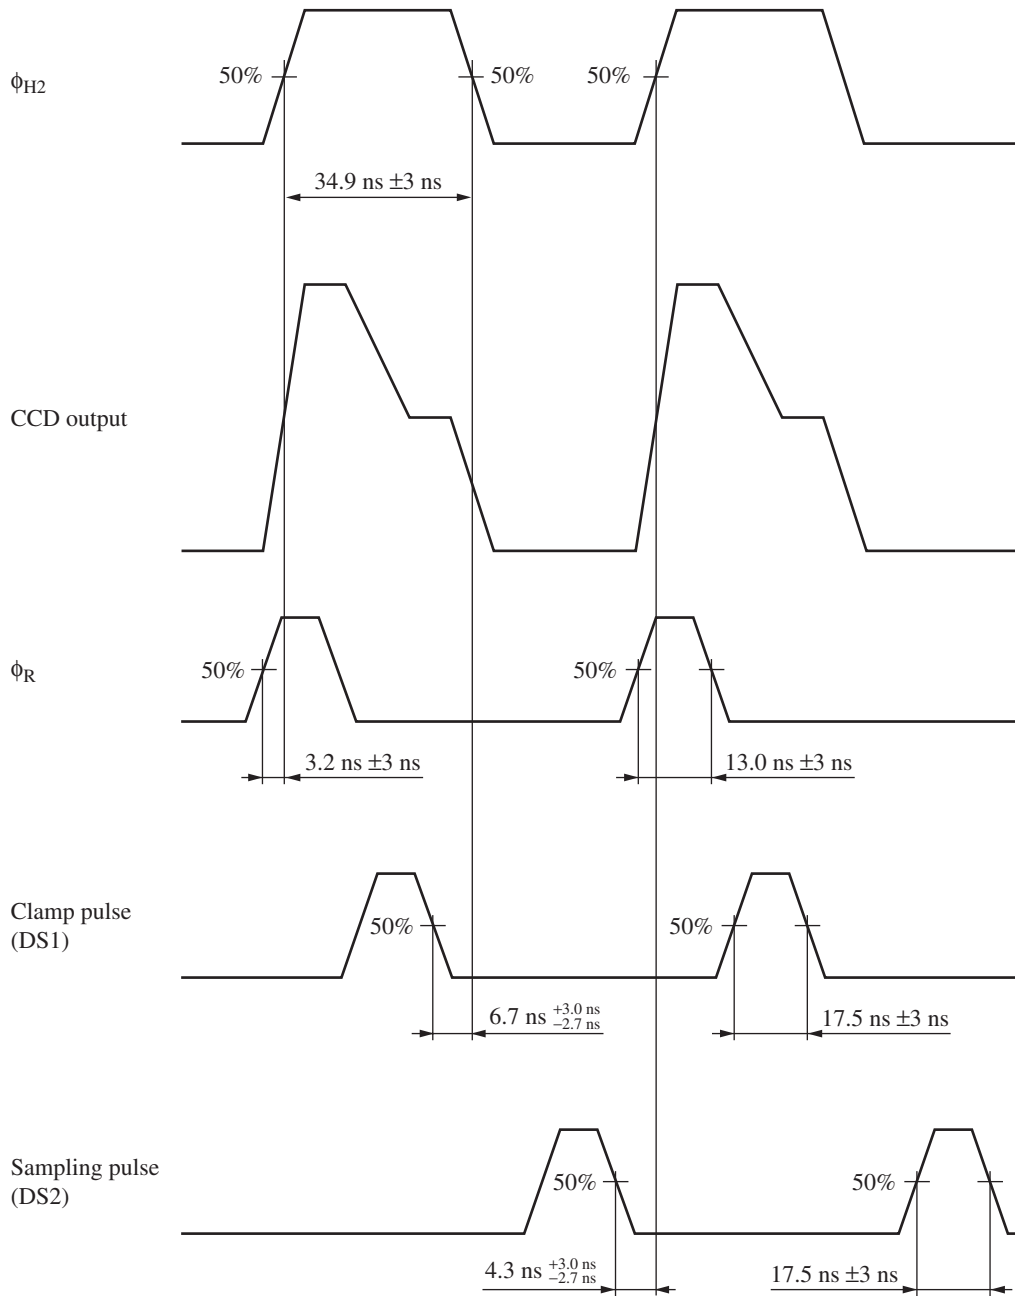 50%
50%
50%
ϕH2
34.9 ns ±3 ns
CCD output
50%
50%
ϕR
3.2 ns ±3 ns
13.0 ns ±3 ns
Clamp pulse
(DS1)
50%
50%
6.7 ns +3.0 ns −2.7 ns
17.5 ns ±3 ns
Sampling pulse
(DS2)
50%
50%
4.3 ns +3.0 ns −2.7 ns
17.5 ns ±3 ns